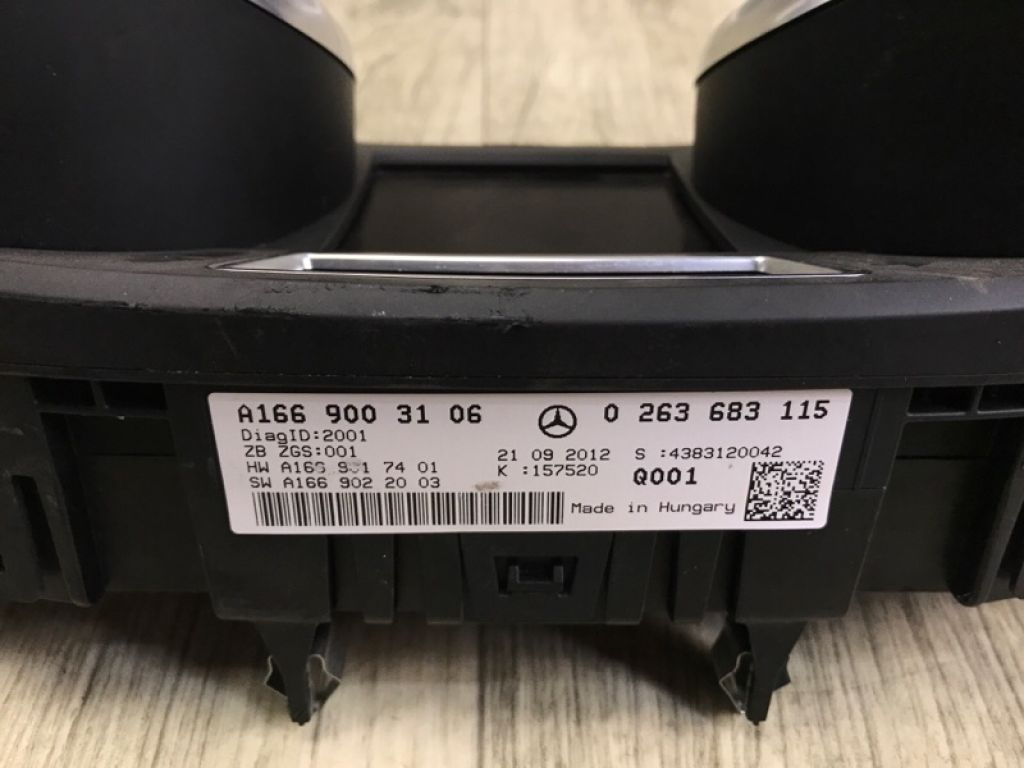 A166 900 31 06 0 263 683 115
DiagID:2001
ZB ZGS:001 21 09 2012 S :4383120042
HW 74 01 K :157520 Q001
SW A166 902 20 03
Made in Hungary